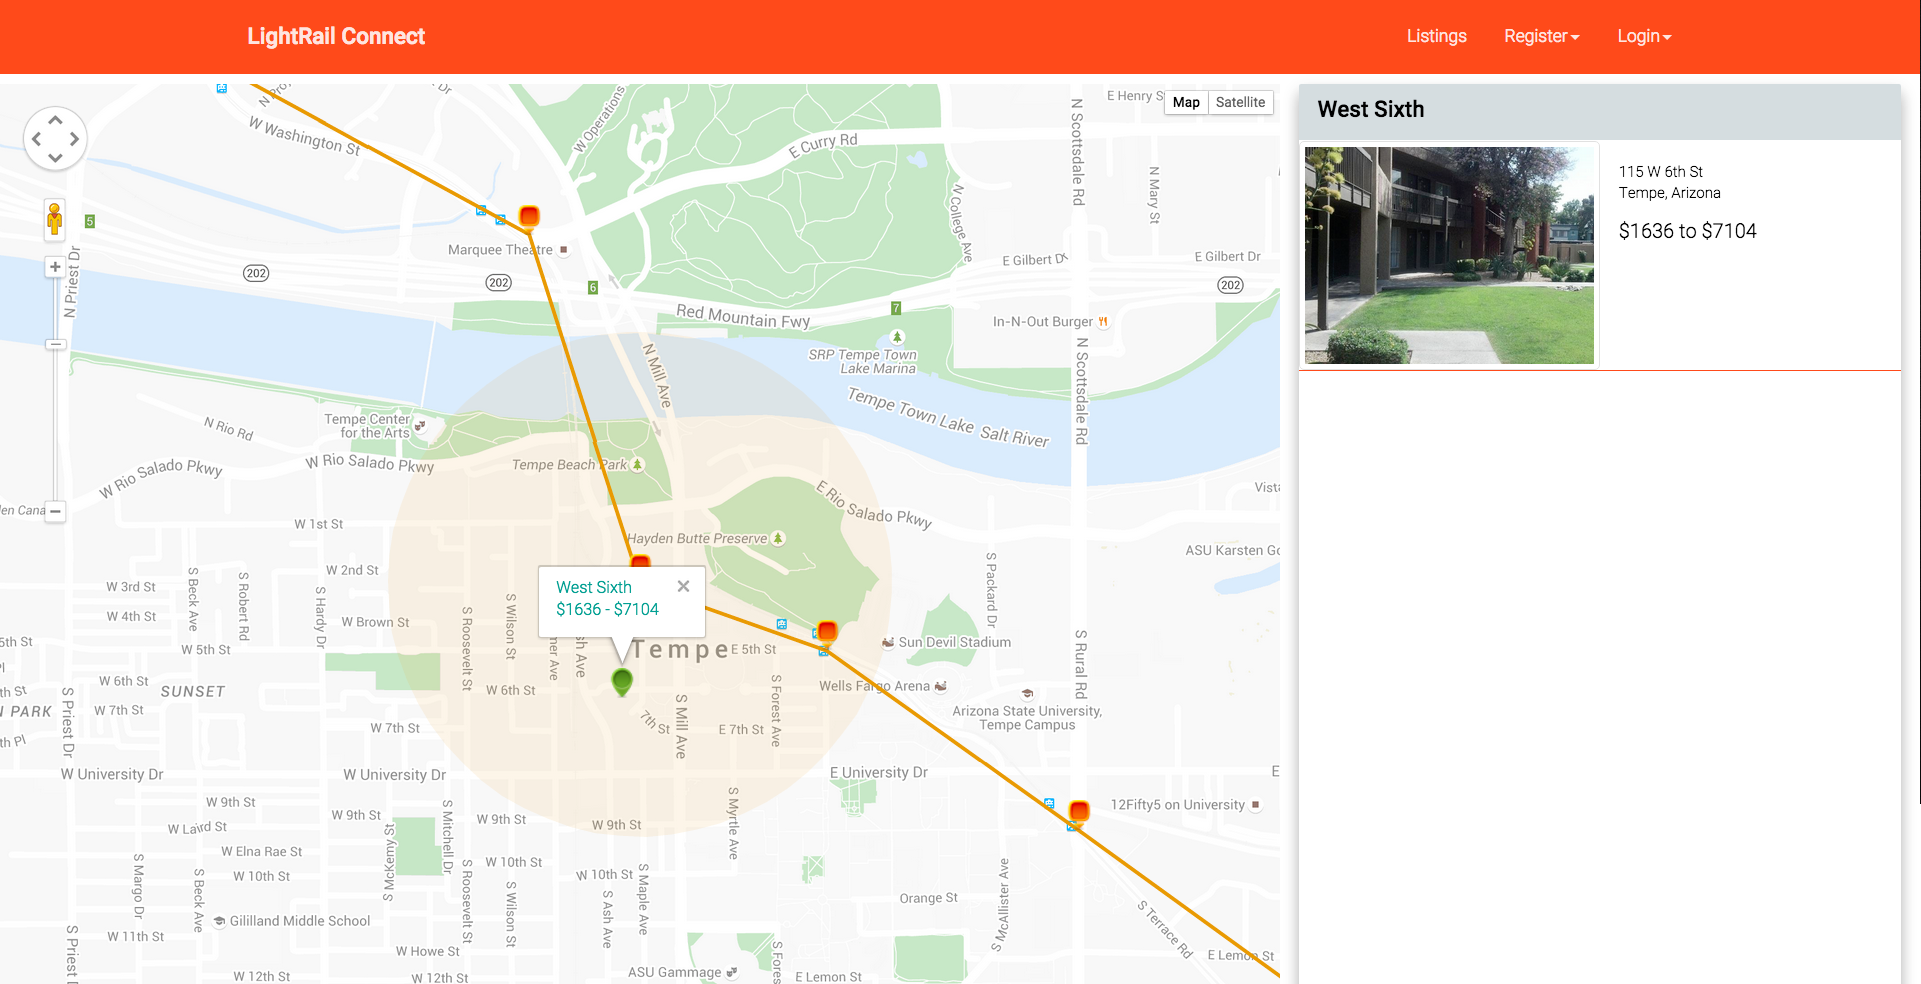 LightRail Connect
Listings
Register
Login
Map
Satellite
E Henry S
W Washington St
W Operations
E Curry Rd
N Scottsdale Rd
N Mary St
N College Ave
5
Marquee Theatre
202
202
6
E Gilbert Dr
E Gilbert Dr
202
N Priest Dr
Red Mountain Fwy
7
In-N-Out Burger
SRP Tempe Town
Lake Marina
N Mill Ave
N Scottsdale Rd
Tempe Town Lake
Salt River
Tempe Center
for the Arts
N Rio Rd
W Rio Salado Pkwy
W Rio Salado Pkwy
Tempe Beach Park
E Rio Salado Pkwy
Vista
W 1st St
Hayden Butte Preserve
ASU Karsten Go
W 2nd St
W 3rd St
W 4th St
S Beck Ave
S Robert Rd
S Hardy Dr
S Packard Dr
West Sixth
$1636 - $7104
W Brown St
S Roosevelt St
S Wilson St
5th St
W 5th St
Tempe
E 5th St
Sun Devil Stadium
S Rural Rd
W 6th St
SUNSET
W 6th St
Wells Fargo Arena
W 7th St
S Priest Dr
7th St
S Mill Ave
S Forest Ave
Arizona State University,
Tempe Campus
W 7th St
E 7th St
W University Dr
W University Dr
E University Dr
W 9th St
W 9th St
W 9th St
W 9th St
12Fifty5 on University
W Laird St
S McKemy St
S Mitchell Dr
S Myrtle Ave
W Elna Rae St
W 10th St
W 10th St
W 10th St
S Margo Dr
S Beck Ave
S Roosevelt St
S Wilson St
S Ash Ave
S Maple Ave
Orange St
S McAllister Ave
S Terrace Rd
Gililland Middle School
W 11th St
S Priest D
W Howe St
W 12th St
W 12th St
ASU Gammage
S Fores
E Lemon St
E Lemon St
West Sixth
115 W 6th St
Tempe, Arizona
$1636 to $7104